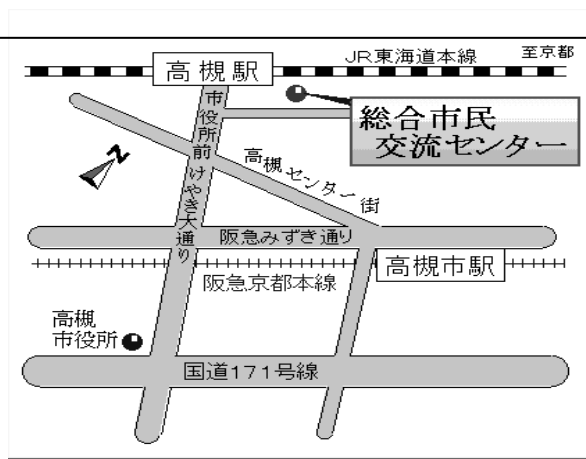 JR東海道本線
至京都
高槻駅
総合市民
交流センター
市役所前けやき大通り
高槻センター街
N
阪急みずき通り
高槻市駅
阪急京都本線
高槻
市役所
国道171号線